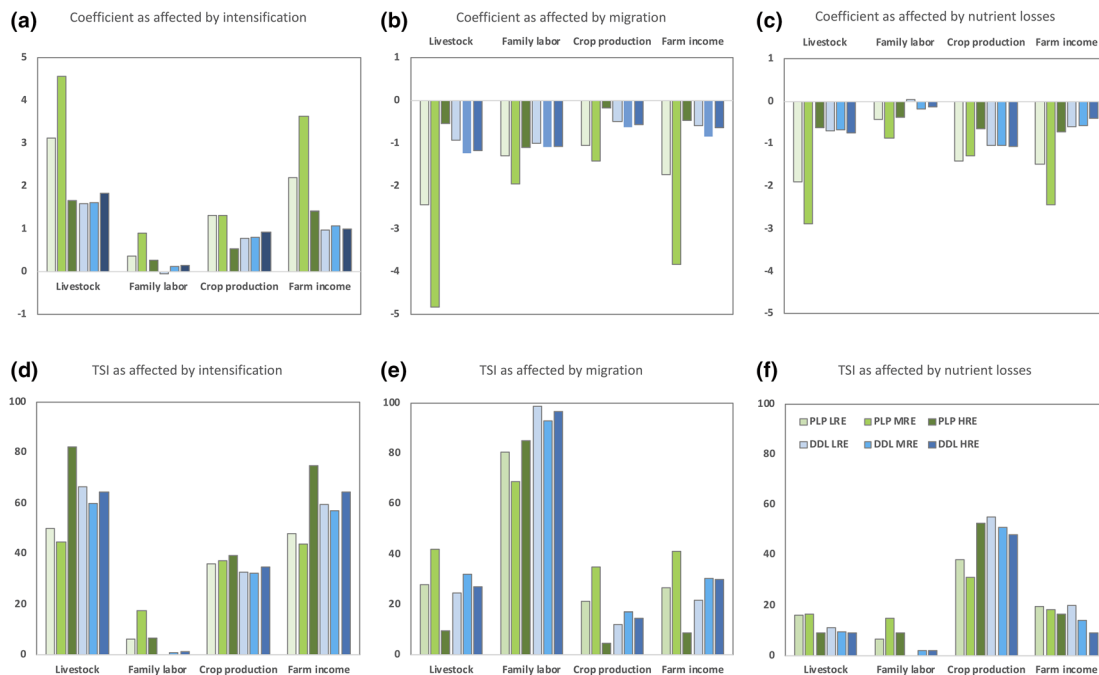 (a) Coefficient as affected by intensification
5
4
3
2
1
0
-1
Livestock Family labor Crop production Farm income
(b) Coefficient as affected by migration
Livestock Family labor Crop production Farm income
1
0
-1
-2
-3
-4
-5
(c) Coefficient as affected by nutrient losses
Livestock Family labor Crop production Farm income
1
0
-1
-2
-3
-4
-5
(d) TSI as affected by intensification
100
80
60
40
20
0
Livestock Family labor Crop production Farm income
(e) TSI as affected by migration
100
80
60
40
20
0
Livestock Family labor Crop production Farm income
(f) TSI as affected by nutrient losses
100
80
60
40
20
0
PLP LRE PLP MRE PLP HRE
DDL LRE DDL MRE DDL HRE
Livestock Family labor Crop production Farm income